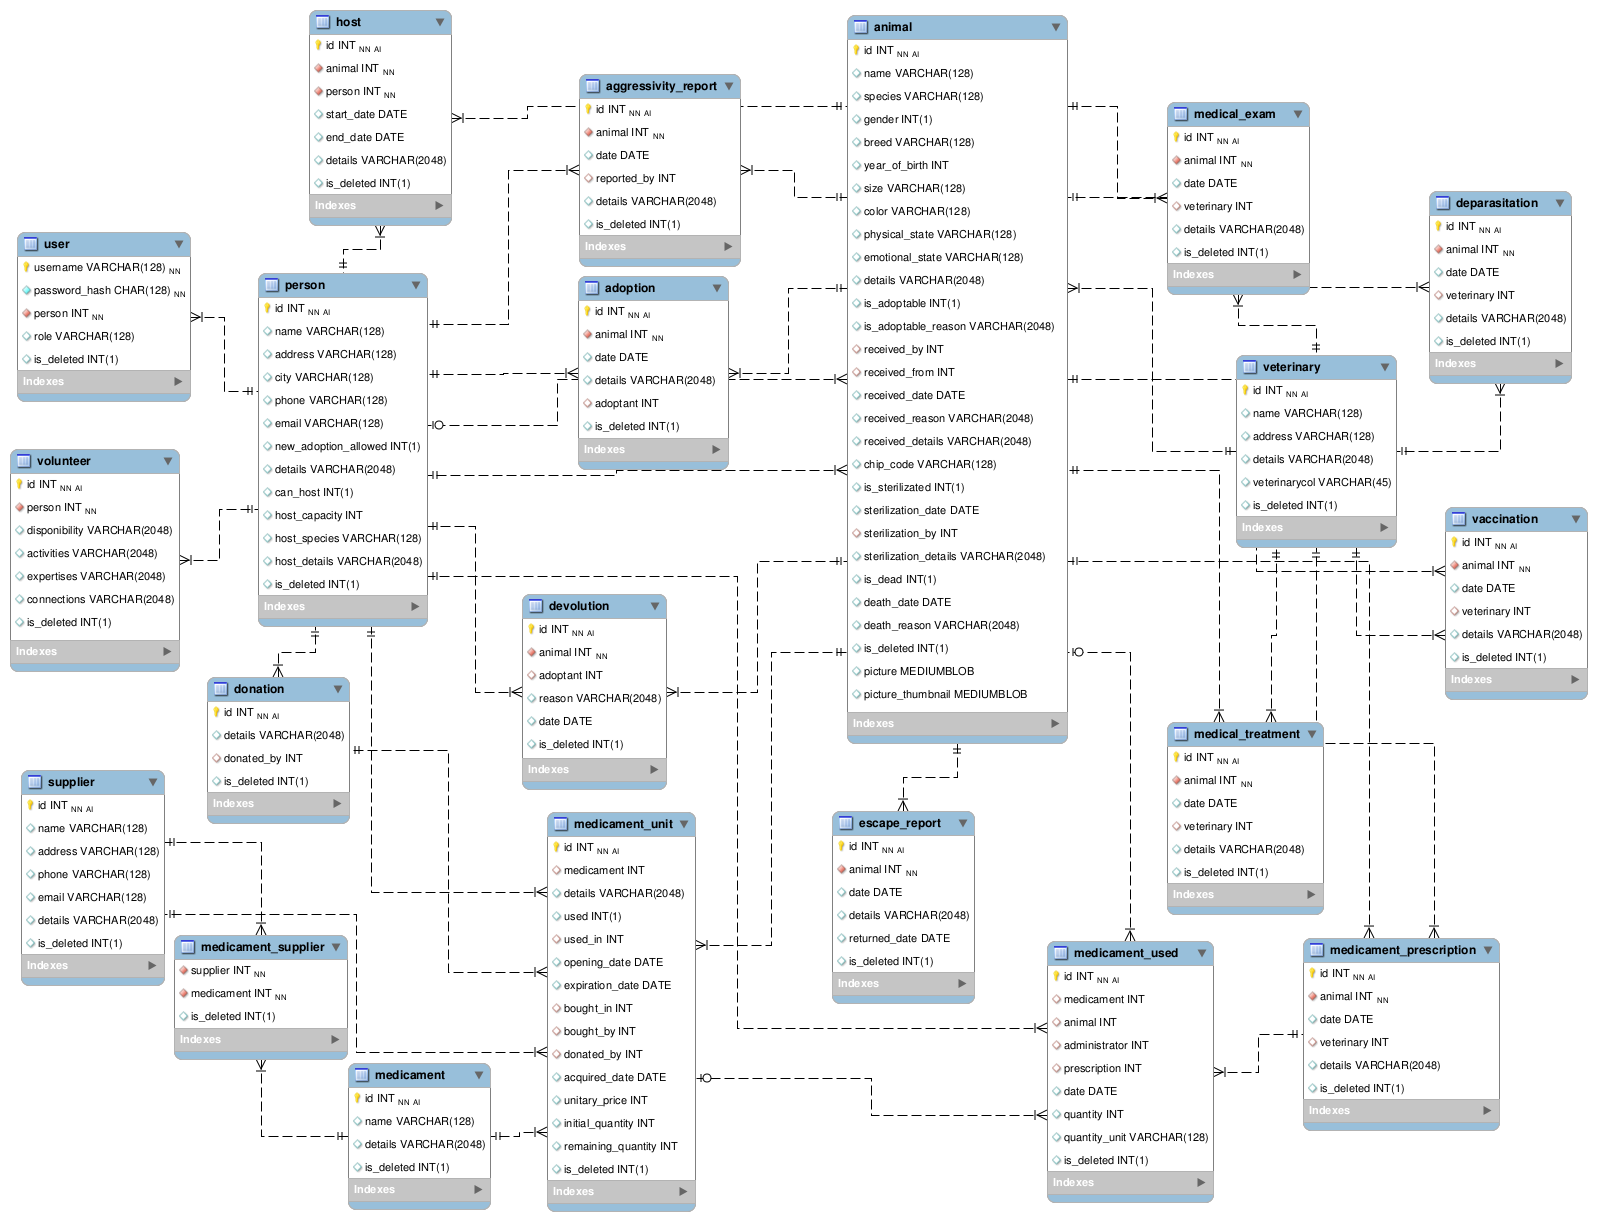 host
id INT NN AI
animal INT NN
person INT NN
start_date DATE
end_date DATE
details VARCHAR(2048)
is_deleted INT(1)
Indexes
aggressivity_report
id INT NN AI
animal INT NN
date DATE
reported_by INT
details VARCHAR(2048)
is_deleted INT(1)
Indexes
animal
id INT NN AI
name VARCHAR(128)
species VARCHAR(128)
gender INT(1)
breed VARCHAR(128)
year_of_birth INT
size VARCHAR(128)
color VARCHAR(128)
physical_state VARCHAR(128)
emotional_state VARCHAR(128)
details VARCHAR(2048)
is_adoptable INT(1)
is_adoptable_reason VARCHAR(2048)
received_by INT
received_from INT
received_date DATE
received_reason VARCHAR(2048)
received_details VARCHAR(2048)
chip_code VARCHAR(128)
is_sterilizated INT(1)
sterilization_date DATE
sterilization_by INT
sterilization_details VARCHAR(2048)
is_dead INT(1)
death_date DATE
death_reason VARCHAR(2048)
is_deleted INT(1)
picture MEDIUMBLOB
picture_thumbnail MEDIUMBLOB
Indexes
medical_exam
id INT NN AI
animal INT NN
date DATE
veterinary INT
details VARCHAR(2048)
is_deleted INT(1)
Indexes
deparasitation
id INT NN AI
animal INT NN
date DATE
veterinary INT
details VARCHAR(2048)
is_deleted INT(1)
Indexes
user
username VARCHAR(128) NN
password_hash CHAR(128) NN
person INT NN
role VARCHAR(128)
is_deleted INT(1)
Indexes
person
id INT NN AI
name VARCHAR(128)
address VARCHAR(128)
city VARCHAR(128)
phone VARCHAR(128)
email VARCHAR(128)
new_adoption_allowed INT(1)
details VARCHAR(2048)
can_host INT(1)
host_capacity INT
host_species VARCHAR(128)
host_details VARCHAR(2048)
is_deleted INT(1)
Indexes
adoption
id INT NN AI
animal INT NN
date DATE
details VARCHAR(2048)
adoptant INT
is_deleted INT(1)
Indexes
veterinary
id INT NN AI
name VARCHAR(128)
address VARCHAR(128)
details VARCHAR(2048)
veterinarycol VARCHAR(45)
is_deleted INT(1)
Indexes
volunteer
id INT NN AI
person INT NN
disponibility VARCHAR(2048)
activities VARCHAR(2048)
expertises VARCHAR(2048)
connections VARCHAR(2048)
is_deleted INT(1)
Indexes
vaccination
id INT NN AI
animal INT NN
date DATE
veterinary INT
details VARCHAR(2048)
is_deleted INT(1)
Indexes
devolution
id INT NN AI
animal INT NN
adoptant INT
reason VARCHAR(2048)
date DATE
is_deleted INT(1)
Indexes
donation
id INT NN AI
details VARCHAR(2048)
donated_by INT
is_deleted INT(1)
Indexes
medical_treatment
id INT NN AI
animal INT NN
date DATE
veterinary INT
details VARCHAR(2048)
is_deleted INT(1)
Indexes
supplier
id INT NN AI
name VARCHAR(128)
address VARCHAR(128)
phone VARCHAR(128)
email VARCHAR(128)
details VARCHAR(2048)
is_deleted INT(1)
Indexes
medicament_unit
id INT NN AI
medicament INT
details VARCHAR(2048)
used INT(1)
used_in INT
opening_date DATE
expiration_date DATE
bought_in INT
bought_by INT
donated_by INT
acquired_date DATE
unitary_price INT
initial_quantity INT
remaining_quantity INT
is_deleted INT(1)
Indexes
escape_report
id INT NN AI
animal INT NN
date DATE
details VARCHAR(2048)
returned_date DATE
is_deleted INT(1)
Indexes
medicament_supplier
supplier INT NN
medicament INT NN
is_deleted INT(1)
Indexes
medicament_used
id INT NN AI
medicament INT
animal INT
administrator INT
prescription INT
date DATE
quantity INT
quantity_unit VARCHAR(128)
is_deleted INT(1)
Indexes
medicament_prescription
id INT NN AI
animal INT NN
date DATE
veterinary INT
details VARCHAR(2048)
is_deleted INT(1)
Indexes
medicament
id INT NN AI
name VARCHAR(128)
details VARCHAR(2048)
is_deleted INT(1)
Indexes